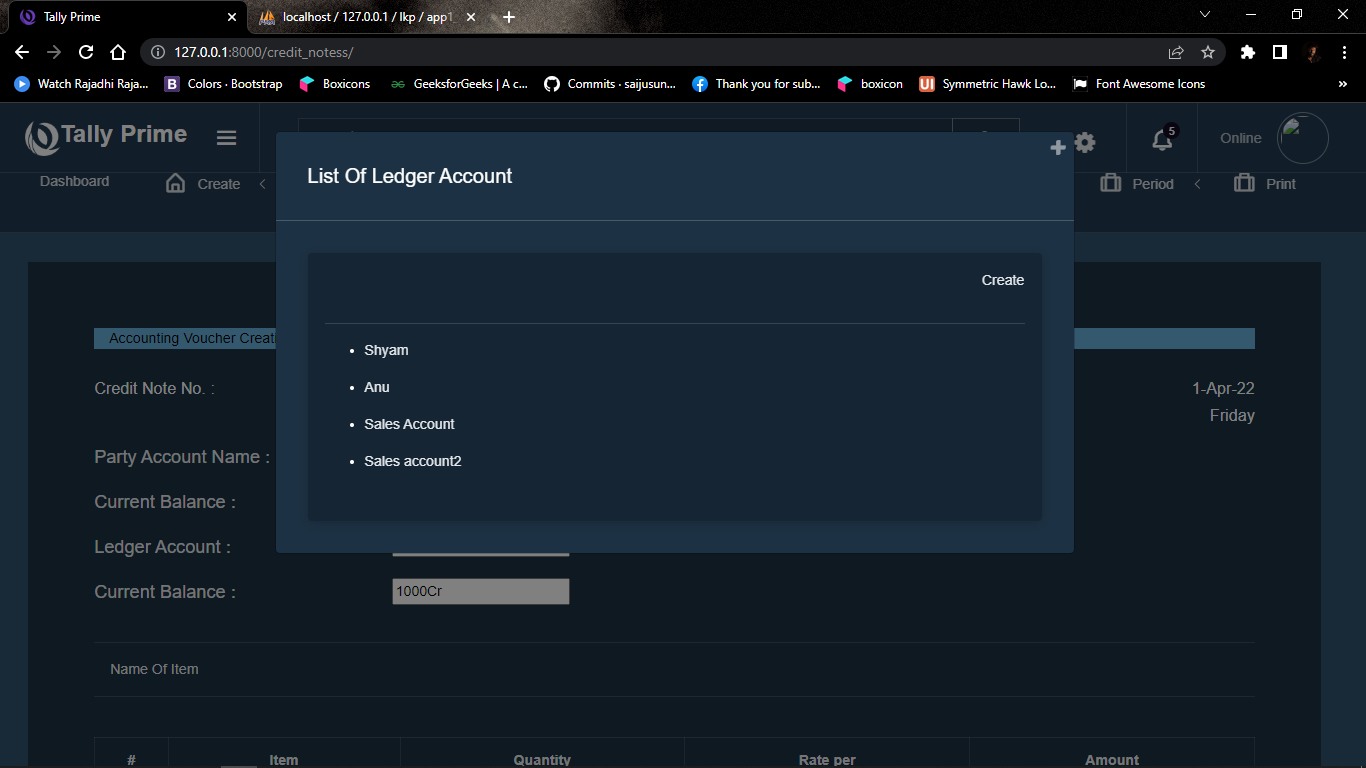 Tally Prime
localhost / 127.0.0.1 / lkp / app1
127.0.0.1:8000/credit_notess/
Watch Rajadhi Raja...
Colors · Bootstrap
Boxicons
GeeksforGeeks | A c...
Commits · saijusun...
Thank you for sub...
boxicon
Symmetric Hawk Lo...
Font Awesome Icons
»
Tally Prime
5
Online
Dashboard
Create
Period
Print
List Of Ledger Account
Create
Shyam
Anu
Sales Account
Sales account2
Accounting Voucher Creati
Credit Note No. :
1-Apr-22
Friday
Party Account Name :
Current Balance :
Ledger Account :
Current Balance :
1000Cr
Name Of Item
# Item Quantity Rate per Amount